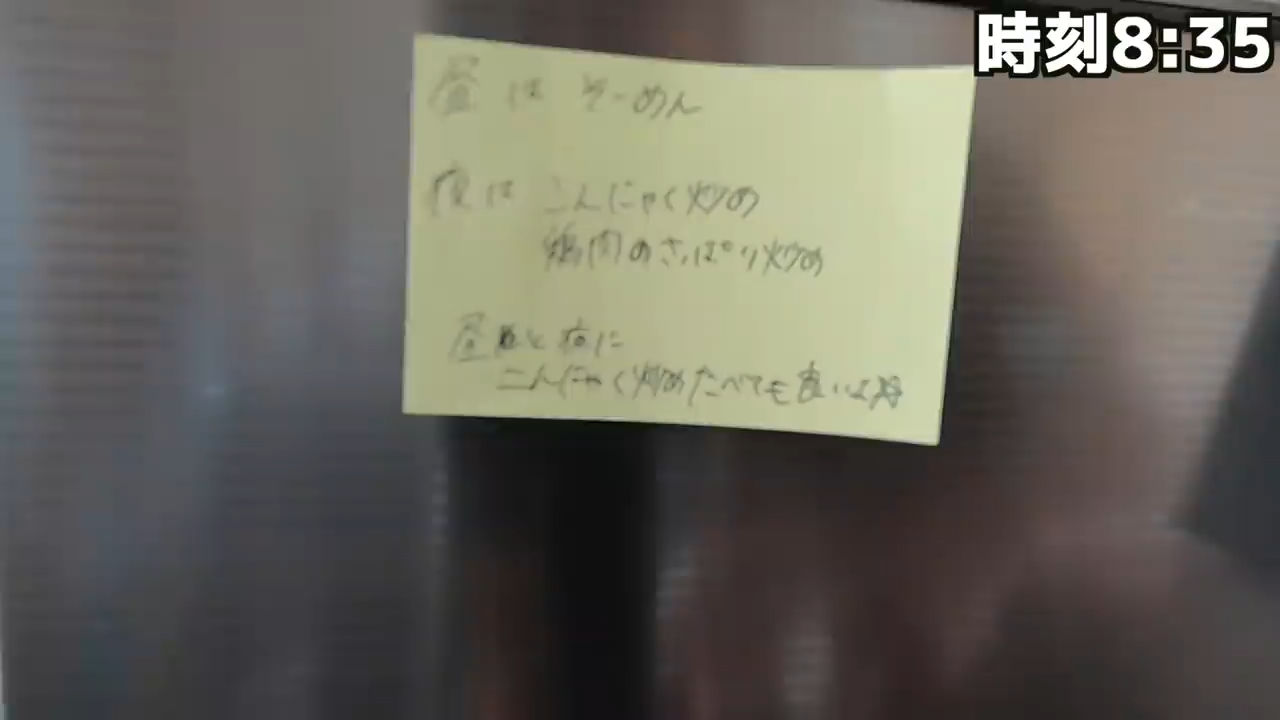 時刻8:35
昼は そーめん
夜は こんにゃく炒め
鶏肉のさっぱり炒め
昼と夜に
こんにゃく炒めたべても良いよ